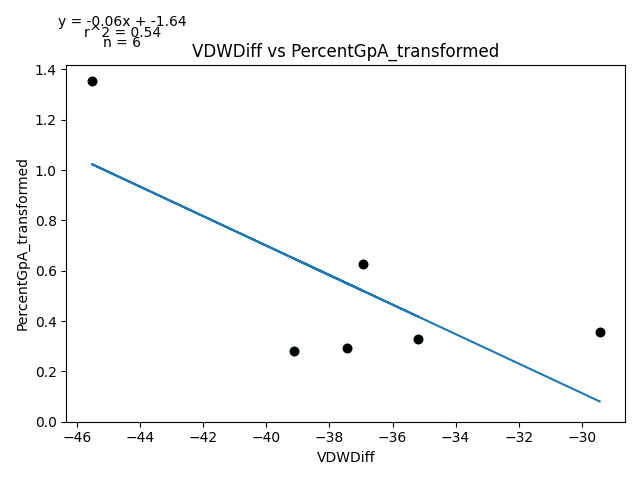 y = -0.06x + -1.64
r^2 = 0.54
n = 6
VDWDiff vs PercentGpA_transformed
1.4
1.2
1.0
0.8
0.6
0.4
0.2
0.0
PercentGpA_transformed
−46 −44 −42 −40 −38 −36 −34 −32 −30
VDWDiff